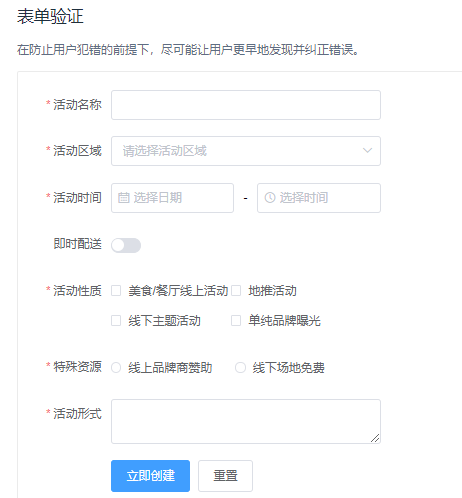 表单验证
在防止用户犯错的前提下，尽可能让用户更早地发现并纠正错误。
* 活动名称
* 活动区域 请选择活动区域
* 活动时间 选择日期 - 选择时间
即时配送
* 活动性质 美食/餐厅线上活动 地推活动
线下主题活动 单纯品牌曝光
* 特殊资源 线上品牌商赞助 线下场地免费
* 活动形式
立即创建 重置